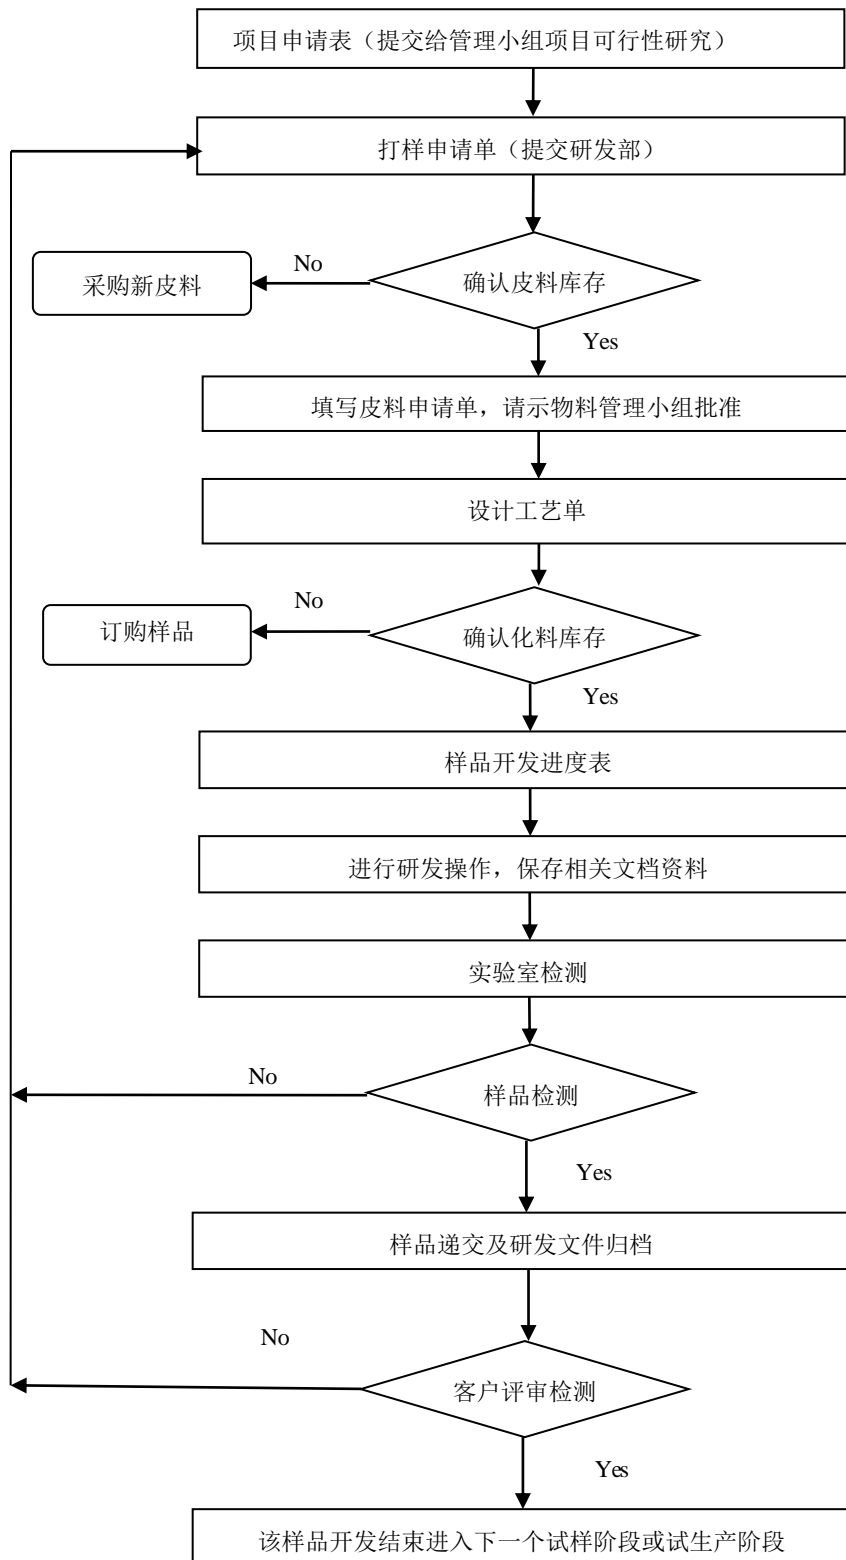 项目申请表（提交给管理小组项目可行性研究）
打样申请单（提交研发部）
No
采购新皮料
确认皮料库存
Yes
填写皮料申请单，请示物料管理小组批准
设计工艺单
No
订购样品
确认化料库存
Yes
样品开发进度表
进行研发操作，保存相关文档资料
实验室检测
No
样品检测
Yes
样品递交及研发文件归档
No
客户评审检测
Yes
该样品开发结束进入下一个试样阶段或试生产阶段